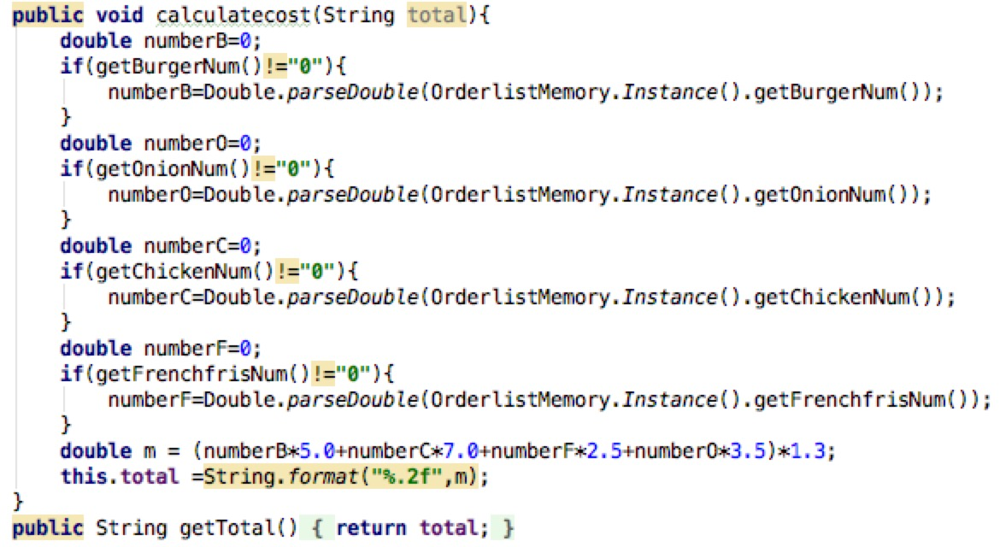 public void calculatecost(String total){
    double numberB=0;
    if(getBurgerNum()!="0"){
        numberB=Double.parseDouble(OrderlistMemory.Instance().getBurgerNum());
    }
    double numberO=0;
    if(getOnionNum()!="0"){
        numberO=Double.parseDouble(OrderlistMemory.Instance().getOnionNum());
    }
    double numberC=0;
    if(getChickenNum()!="0"){
        numberC=Double.parseDouble(OrderlistMemory.Instance().getChickenNum());
    }
    double numberF=0;
    if(getFrenchfrisNum()!="0"){
        numberF=Double.parseDouble(OrderlistMemory.Instance().getFrenchfrisNum());
    }
    double m = (numberB*5.0+numberC*7.0+numberF*2.5+numberO*3.5)*1.3;
    this.total =String.format("%.2f",m);
}
public String getTotal() { return total; }